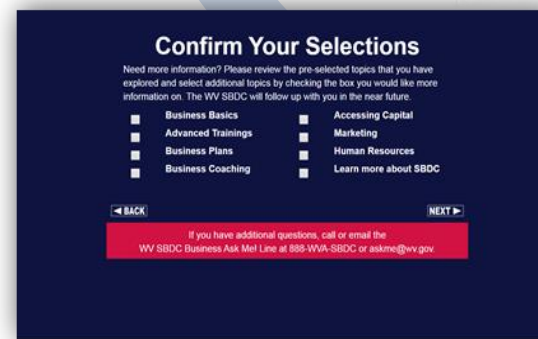 Confirm Your Selections
Need more information? Please review the pre-selected topics that you have
explored and select additional topics by checking the box you would like more
information on. The WV SBDC will follow up with you in the near future.
Business Basics
Advanced Trainings
Business Plans
Business Coaching
Accessing Capital
Marketing
Human Resources
Learn more about SBDC
◄ BACK
NEXT ►
If you have additional questions, call or email the
WV SBDC Business Ask Me! Line at 888-WVA-SBDC or askme@wv.gov.